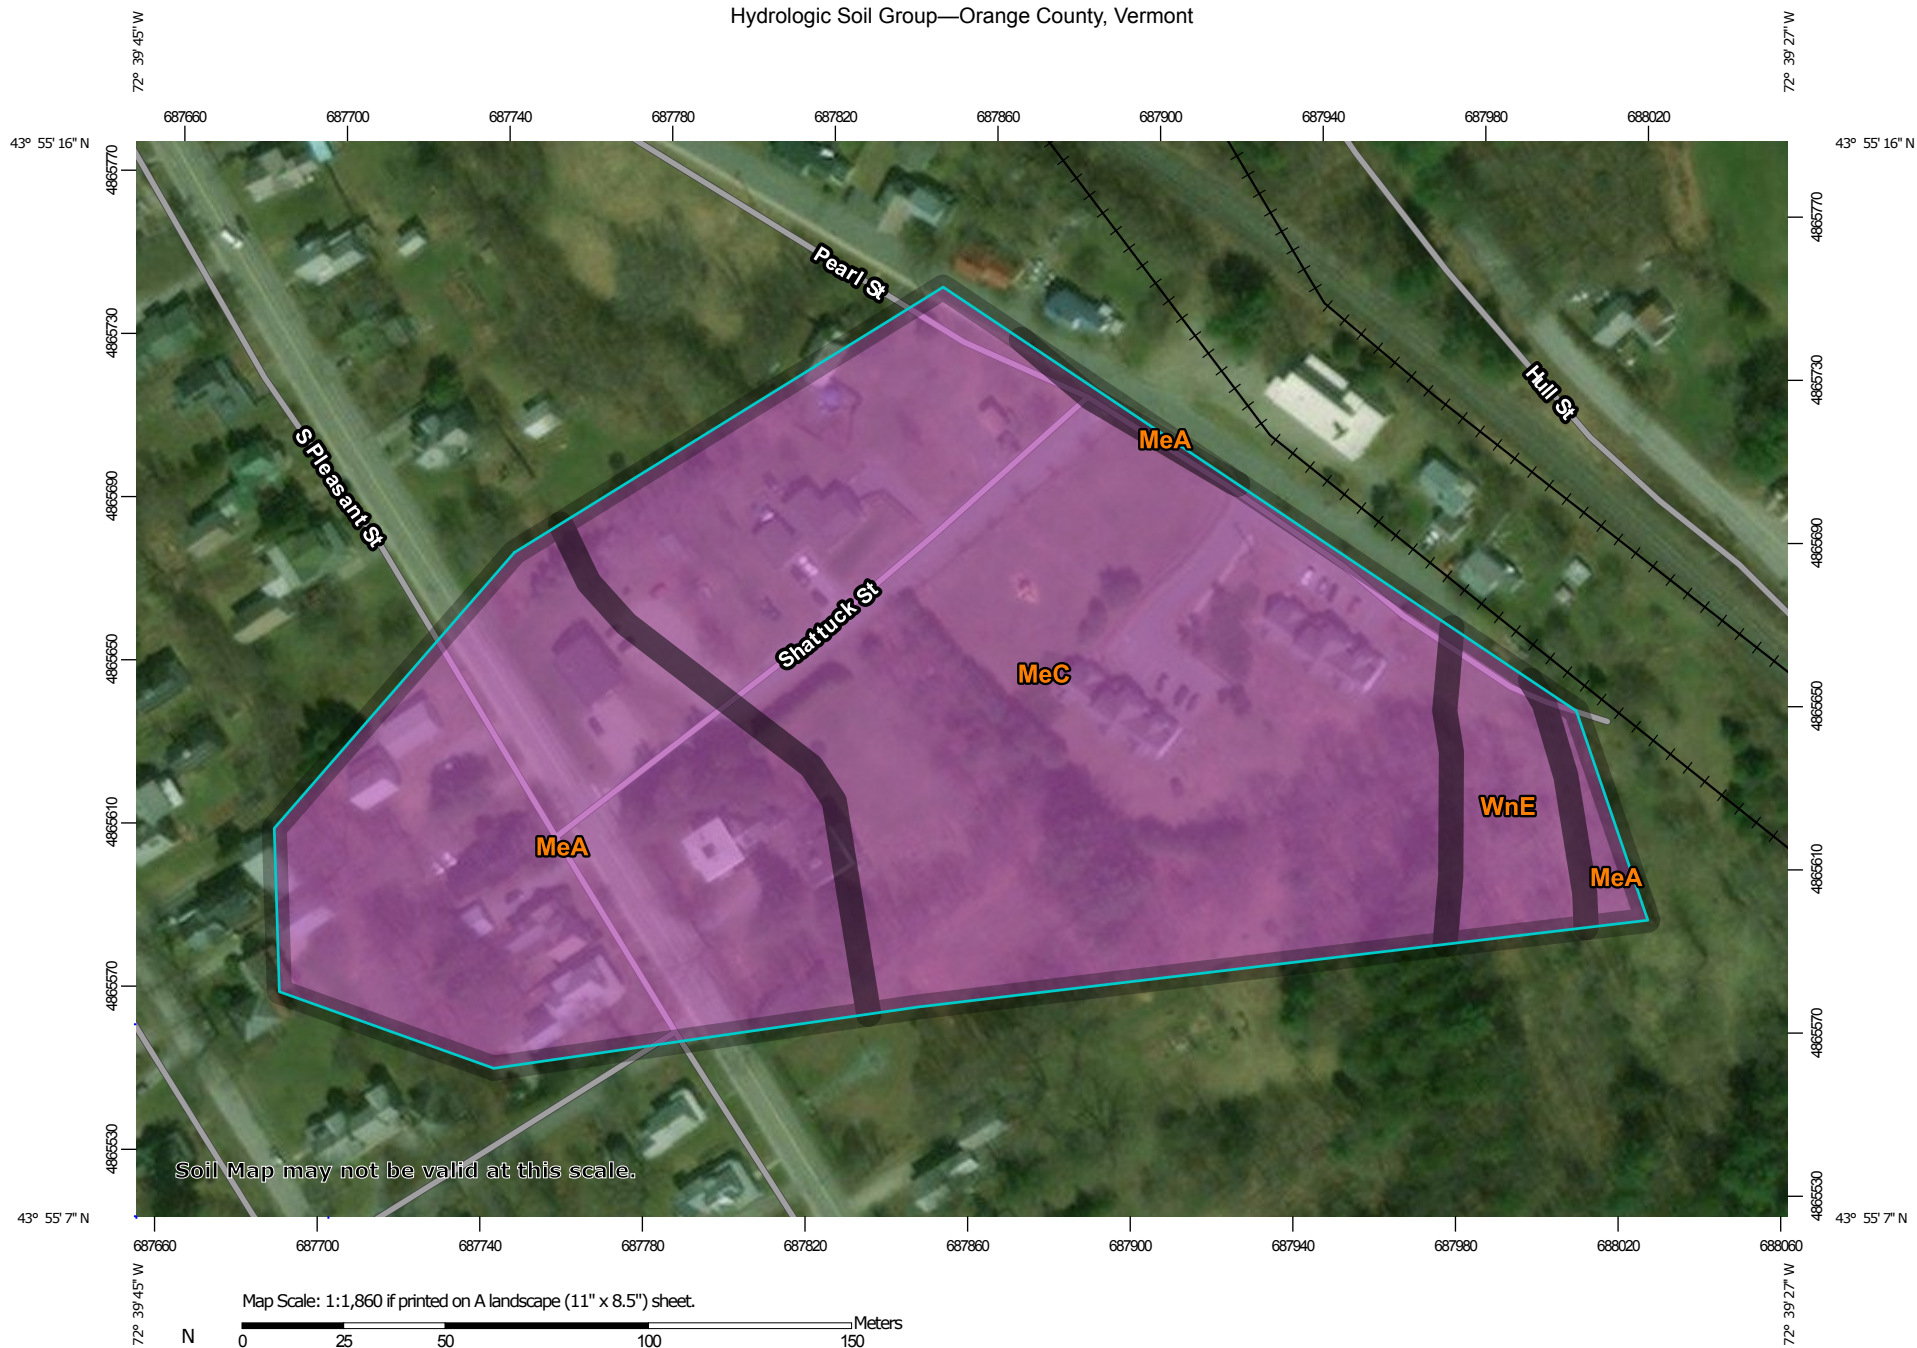 Hydrologic Soil Group—Orange County, Vermont
72° 39' 45'' W
72° 39' 27'' W
687660 687700 687740 687780 687820 687860 687900 687940 687980 688020
43° 55' 16'' N
43° 55' 16'' N
4865770
4865730
4865690
4865650
4865610
4865570
4865530
4865770
4865730
4865690
4865650
4865610
4865570
4865530
Pearl St
Hull St
S Pleasant St
MeA
Shattuck St
MeC
WnE
MeA
MeA
Soil Map may not be valid at this scale.
43° 55' 7'' N
43° 55' 7'' N
687660 687700 687740 687780 687820 687860 687900 687940 687980 688020 688060
72° 39' 45'' W
72° 39' 27'' W
Map Scale: 1:1,860 if printed on A landscape (11" x 8.5") sheet.
Meters
N
0 25 50 100 150